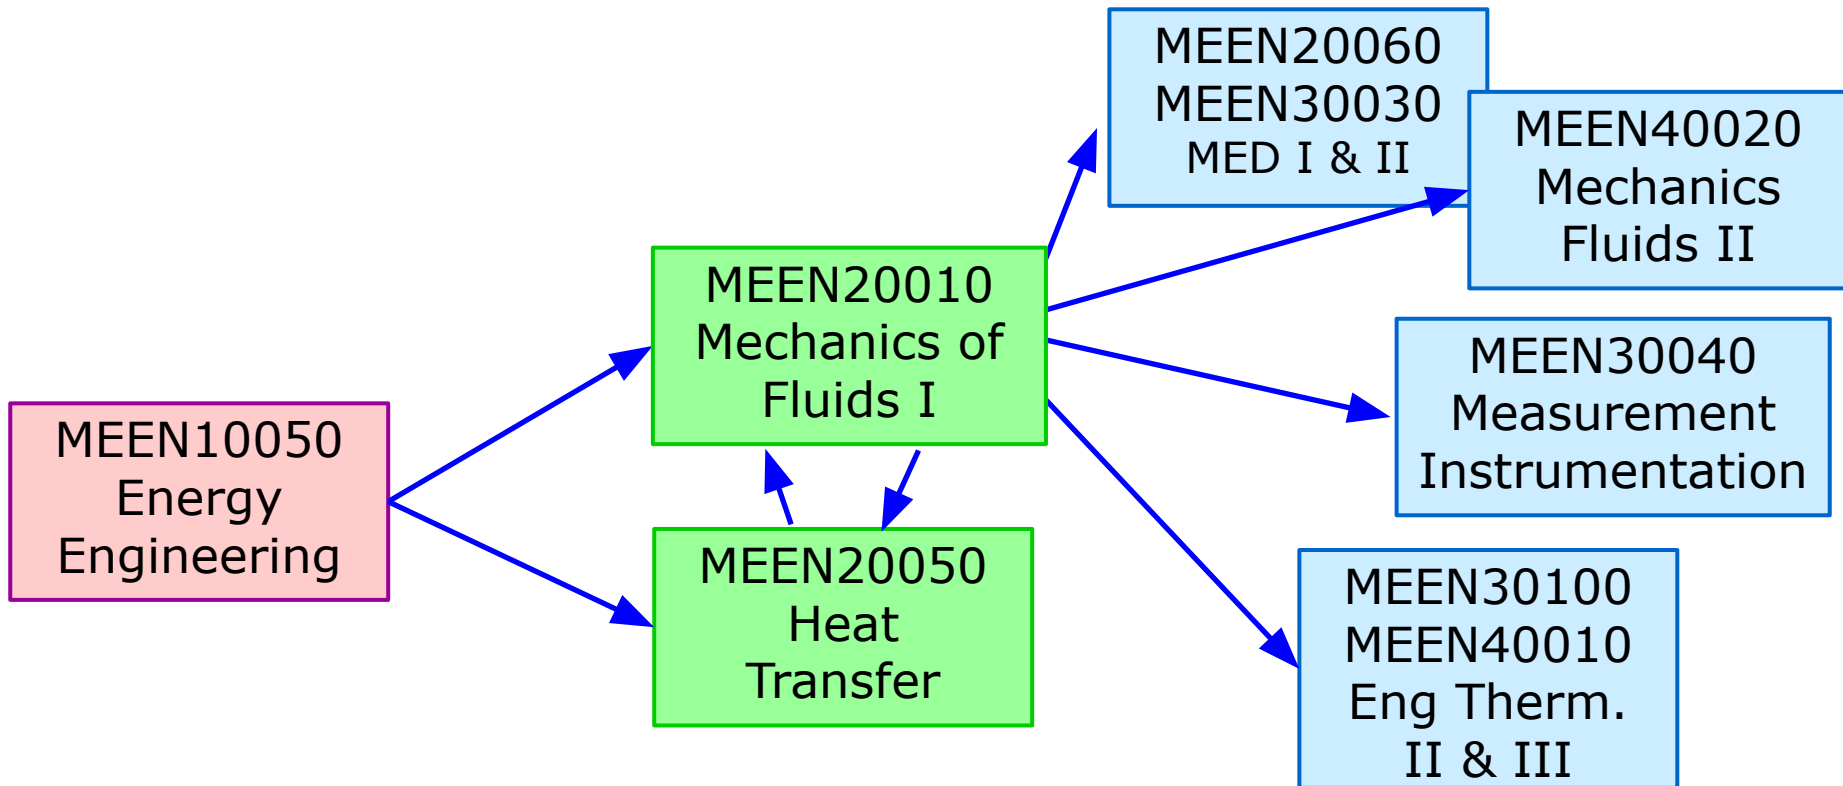 MEEN10050
Energy
Engineering
MEEN20010
Mechanics of
Fluids I
MEEN20050
Heat
Transfer
MEEN20060
MEEN30030
MED I & II
MEEN40020
Mechanics
Fluids II
MEEN30040
Measurement
Instrumentation
MEEN30100
MEEN40010
Eng Therm.
II & III